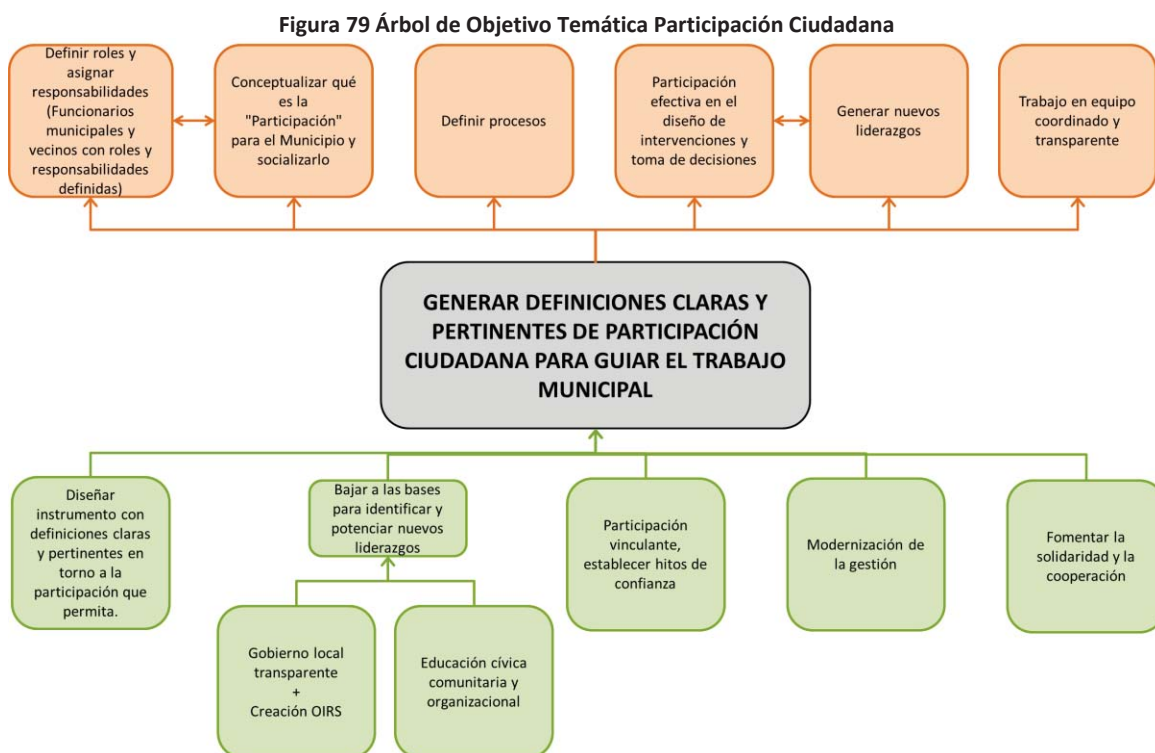 Figura 79 Árbol de Objetivo Temática Participación Ciudadana
Definir roles y
asignar
responsabilidades
(Funcionarios
municipales y
vecinos con roles y
responsabilidades
definidas)
Conceptualizar qué
es la
"Participación"
para el Municipio y
socializarlo
Definir procesos
Participación
efectiva en el
diseño de
intervenciones y
toma de decisiones
Generar nuevos
liderazgos
Trabajo en equipo
coordinado y
transparente
GENERAR DEFINICIONES CLARAS Y
PERTINENTES DE PARTICIPACIÓN
CIUDADANA PARA GUIAR EL TRABAJO
MUNICIPAL
Diseñar
instrumento con
definiciones claras
y pertinentes en
torno a la
participación que
permita.
Bajar a las bases
para identificar y
potenciar nuevos
liderazgos
Participación
vinculante,
establecer hitos de
confianza
Modernización de
la gestión
Fomentar la
solidaridad y la
cooperación
Gobierno local
transparente
+
Creación OIRS
Educación cívica
comunitaria y
organizacional